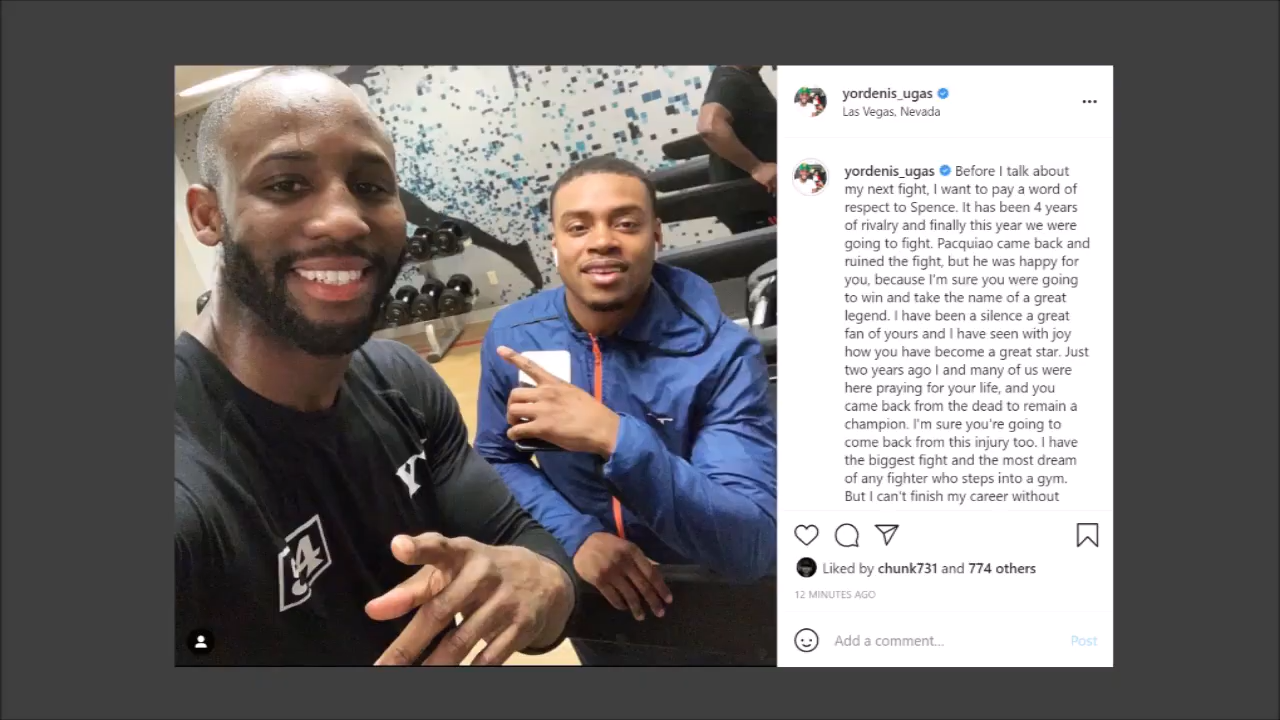 yordenis_ugas
Las Vegas, Nevada
yordenis_ugas Before I talk about
my next fight, I want to pay a word of
respect to Spence. It has been 4 years
of rivalry and finally this year we were
going to fight. Pacquiao came back and
ruined the fight, but he was happy for
you, because I'm sure you were going
to win and take the name of a great
legend. I have been a silence a great
fan of yours and I have seen with joy
how you have become a great star. Just
two years ago I and many of us were
here praying for your life, and you
came back from the dead to remain a
champion. I'm sure you're going to
come back from this injury too. I have
the biggest fight and the most dream
of any fighter who steps into a gym.
But I can't finish my career without
Liked by chunk731 and 774 others
12 MINUTES AGO
Add a comment... Post
Y
4